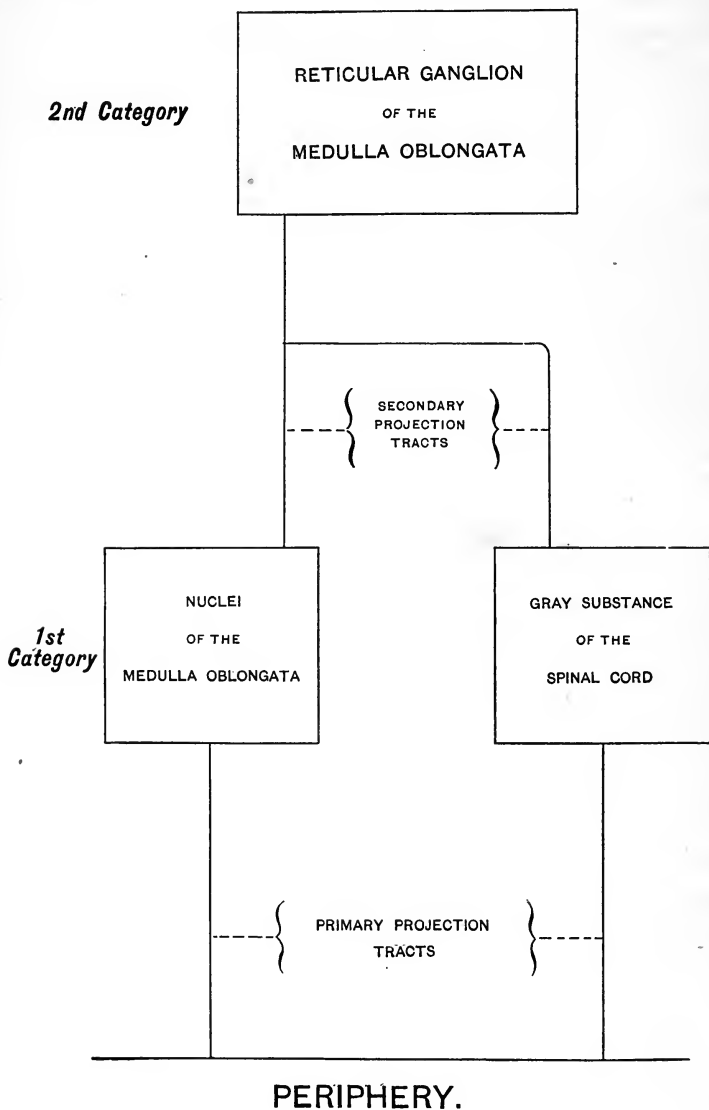 RETICULAR GANGLION
OF THE
MEDULLA OBLONGATA
2nd Category
SECONDARY
PROJECTION
TRACTS
NUCLEI
OF THE
MEDULLA OBLONGATA
GRAY SUBSTANCE
OF THE
SPINAL CORD
1st
Category
PRIMARY PROJECTION
TRACTS
PERIPHERY.